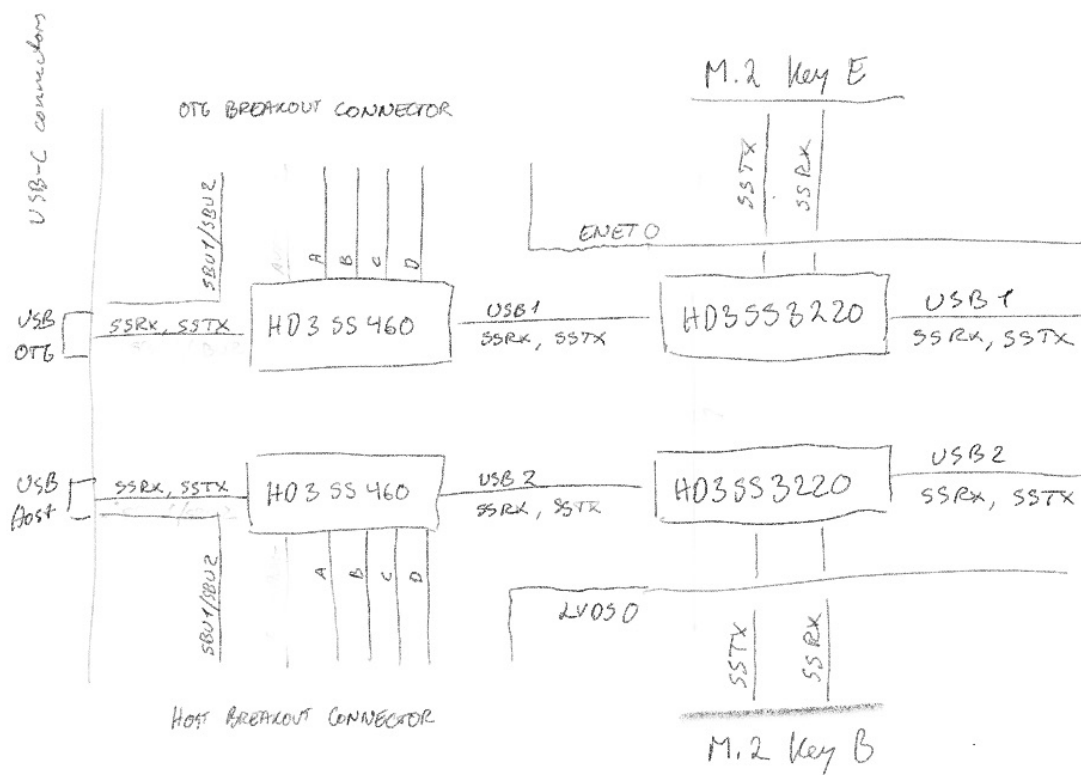 USB-C connectors
M.2 Key E
OTG BREAKOUT CONNECTOR
SSTX
SSRX
SBU1/SBU2
A
B
C
D
ENET0
USB
OTG
SSRX, SSTX
HD3SS460
USB1
SSRX, SSTX
HD3SS3220
USB1
SSRX, SSTX
USB
Host
SSRX, SSTX
HD3SS460
USB2
SSRX, SSTX
HD3SS3220
USB2
SSRX, SSTX
SBU1/SBU2
A
B
C
D
LVDS0
SSTX
SSRX
HOST BREAKOUT CONNECTOR
M.2 Key B